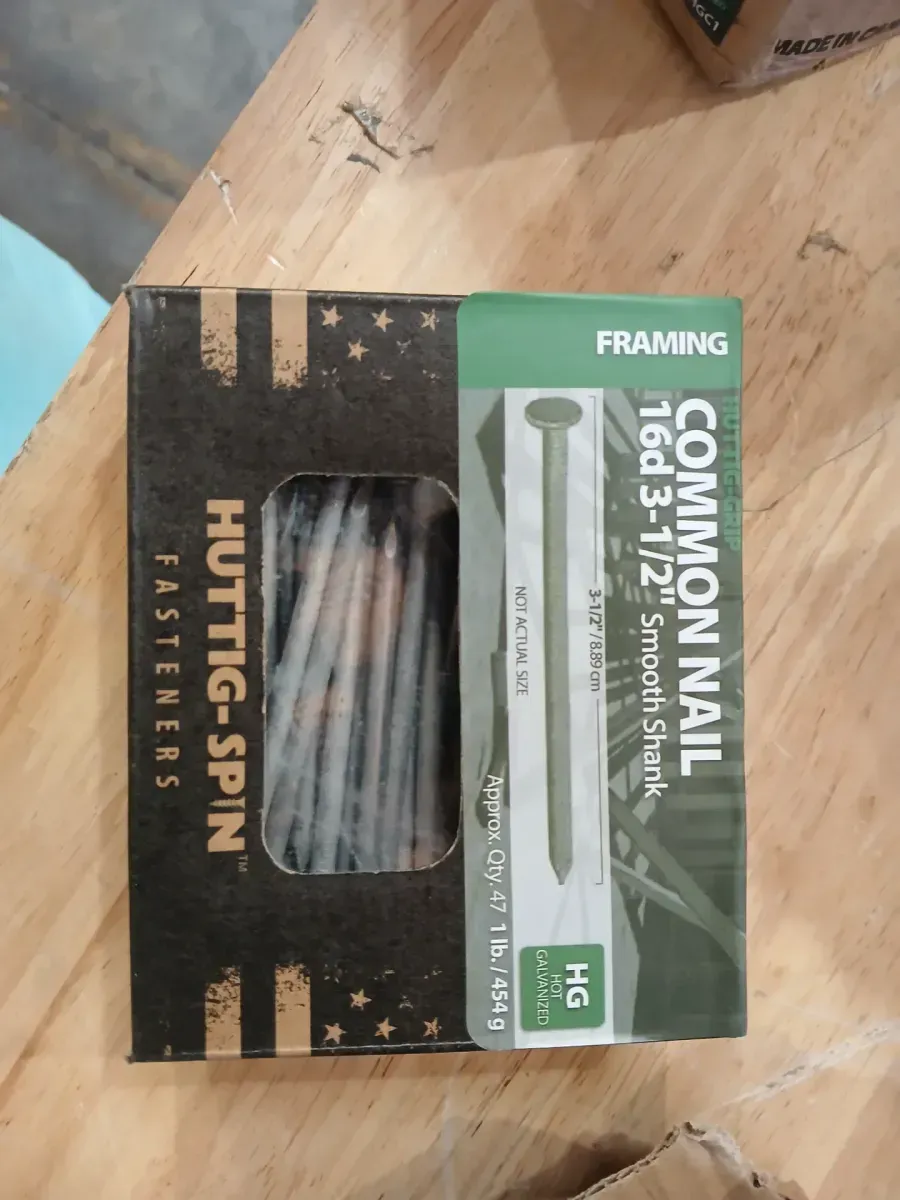 HUTTIG-GRIP
FRAMING
COMMON NAIL
16d 3-1/2" Smooth Shank
3-1/2" / 8.89 cm
NOT ACTUAL SIZE
HG
HOT
GALVANIZED
Approx. Qty. 47 1 lb. / 454 g
HUTTIG-SPIN™
FASTENERS
GC1
MADE IN